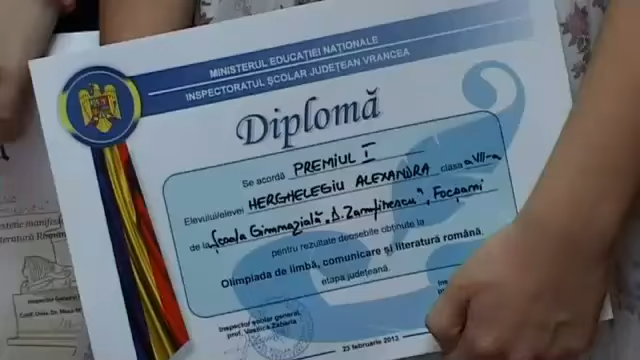 MINISTERUL EDUCAȚIEI NAȚIONALE
INSPECTORATUL ȘCOLAR JUDEȚEAN VRANCEA
Diplomă
Se acordă PREMIUL I
Elevului/elevei HERGHELEGIU ALEXANDRA clasa a VII-a
de la Școala Gimnazială „D. Zamfirescu", Focșani
pentru rezultate deosebite obținute la
Olimpiada de limbă, comunicare și literatură română,
etapa județeană.
Inspector școlar general,
prof.
23 februarie 2013
Inspector